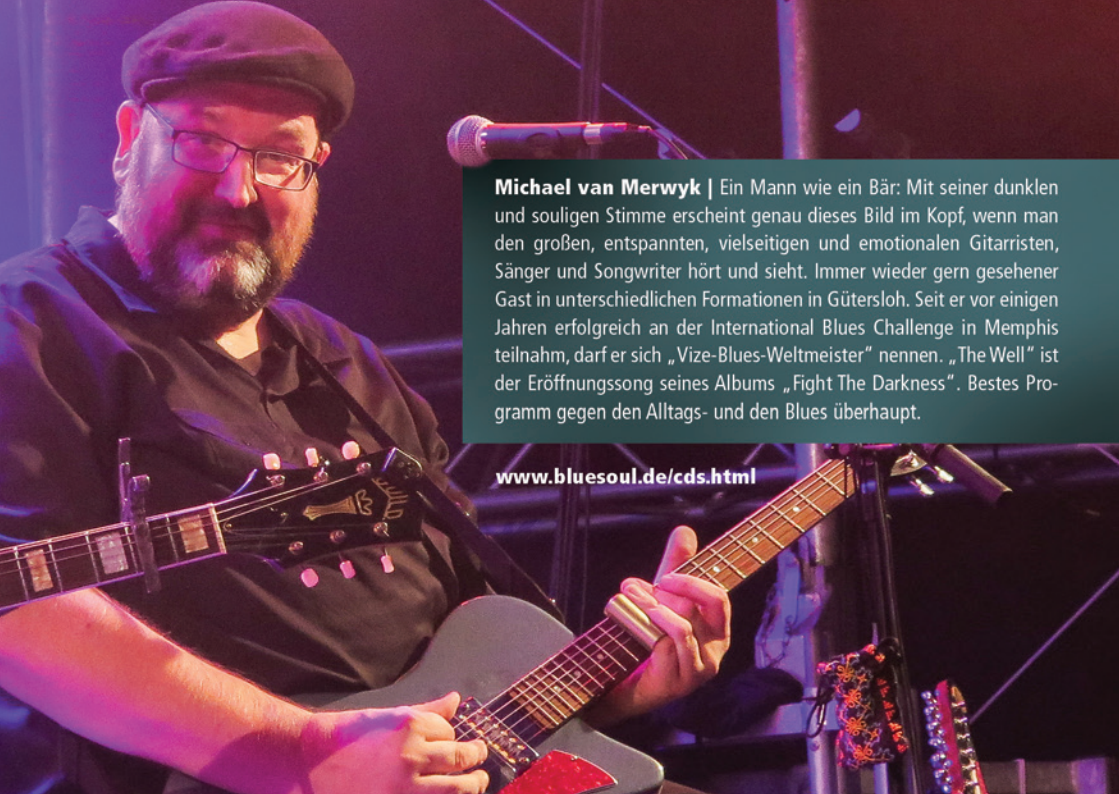 Michael van Merwyk | Ein Mann wie ein Bär: Mit seiner dunklen
und souligen Stimme erscheint genau dieses Bild im Kopf, wenn man
den großen, entspannten, vielseitigen und emotionalen Gitarristen,
Sänger und Songwriter hört und sieht. Immer wieder gern gesehener
Gast in unterschiedlichen Formationen in Gütersloh. Seit er vor einigen
Jahren erfolgreich an der International Blues Challenge in Memphis
teilnahm, darf er sich „Vize-Blues-Weltmeister“ nennen. „The Well“ ist
der Eröffnungssong seines Albums „Fight The Darkness“. Bestes Pro-
gramm gegen den Alltags- und den Blues überhaupt.
www.bluesoul.de/cds.html
Guild